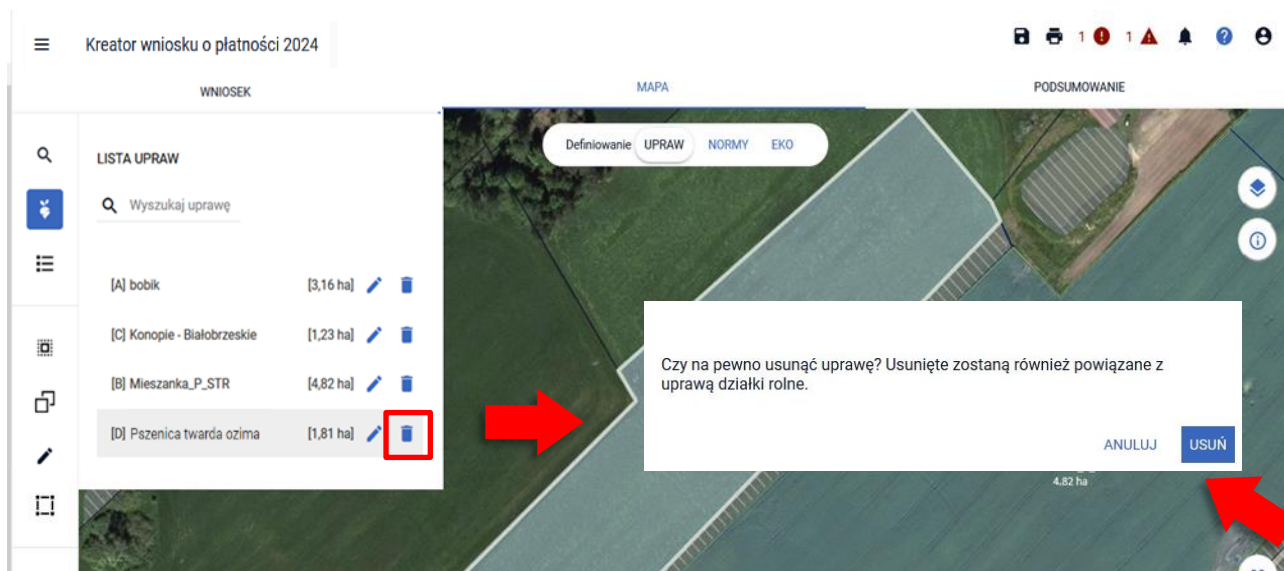 Kreator wniosku o płatności 2024
1 1
WNIOSEK MAPA PODSUMOWANIE
Definiowanie UPRAW NORMY EKO
LISTA UPRAW
Wyszukaj uprawę
[A] bobik [3,16 ha]
[C] Konopie - Białobrzeskie [1,23 ha]
[B] Mieszanka_P_STR [4,82 ha]
[D] Pszenica twarda ozima [1,81 ha]
Czy na pewno usunąć uprawę? Usunięte zostaną również powiązane z
uprawą działki rolne.
ANULUJ USUŃ
4.82 ha